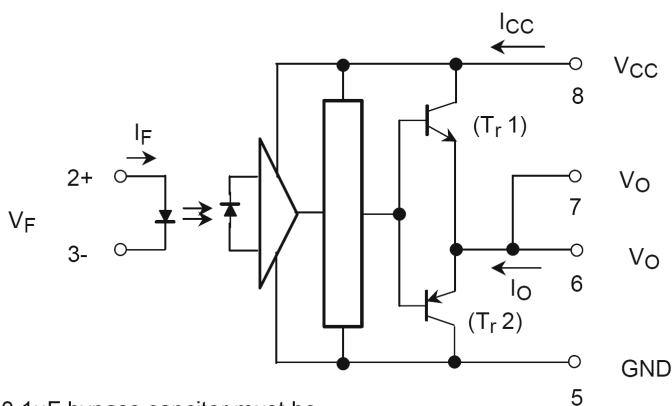 ICC
VCC
8
(Tr 1)
IF
2+
VO
7
VF
3-
VO
IO
6
(Tr 2)
GND
5